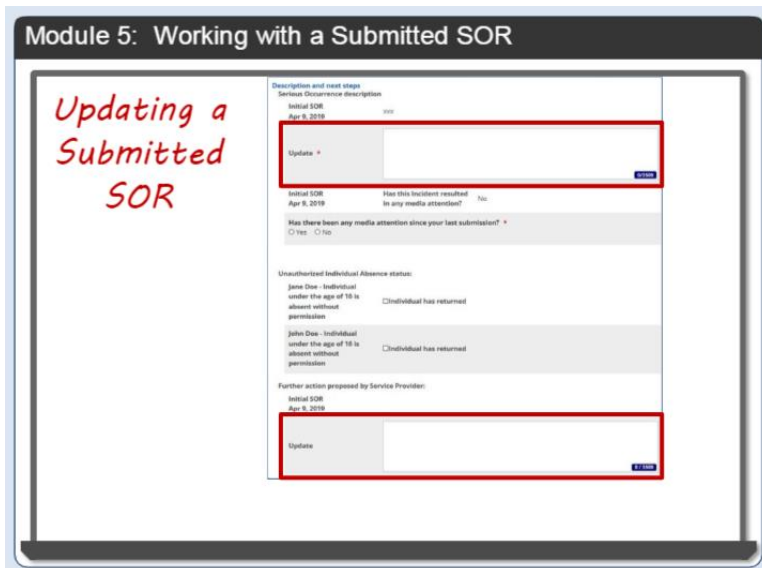 Module 5: Working with a Submitted SOR
Updating a
Submitted
SOR
Description and next steps
Serious Occurrence description
Initial SOR
Apr 9, 2019
Update *
Initial SOR
Apr 9, 2019
Has this Incident resulted
in any media attention?
No
Has there been any media attention since your last submission? *
Yes No
Unauthorized Individual Absence status:
Jane Doe - Individual
under the age of 16 is
absent without
permission
Individual has returned
John Doe - Individual
under the age of 16 is
absent without
permission
Individual has returned
Further action proposed by Service Provider:
Initial SOR
Apr 9, 2019
Update